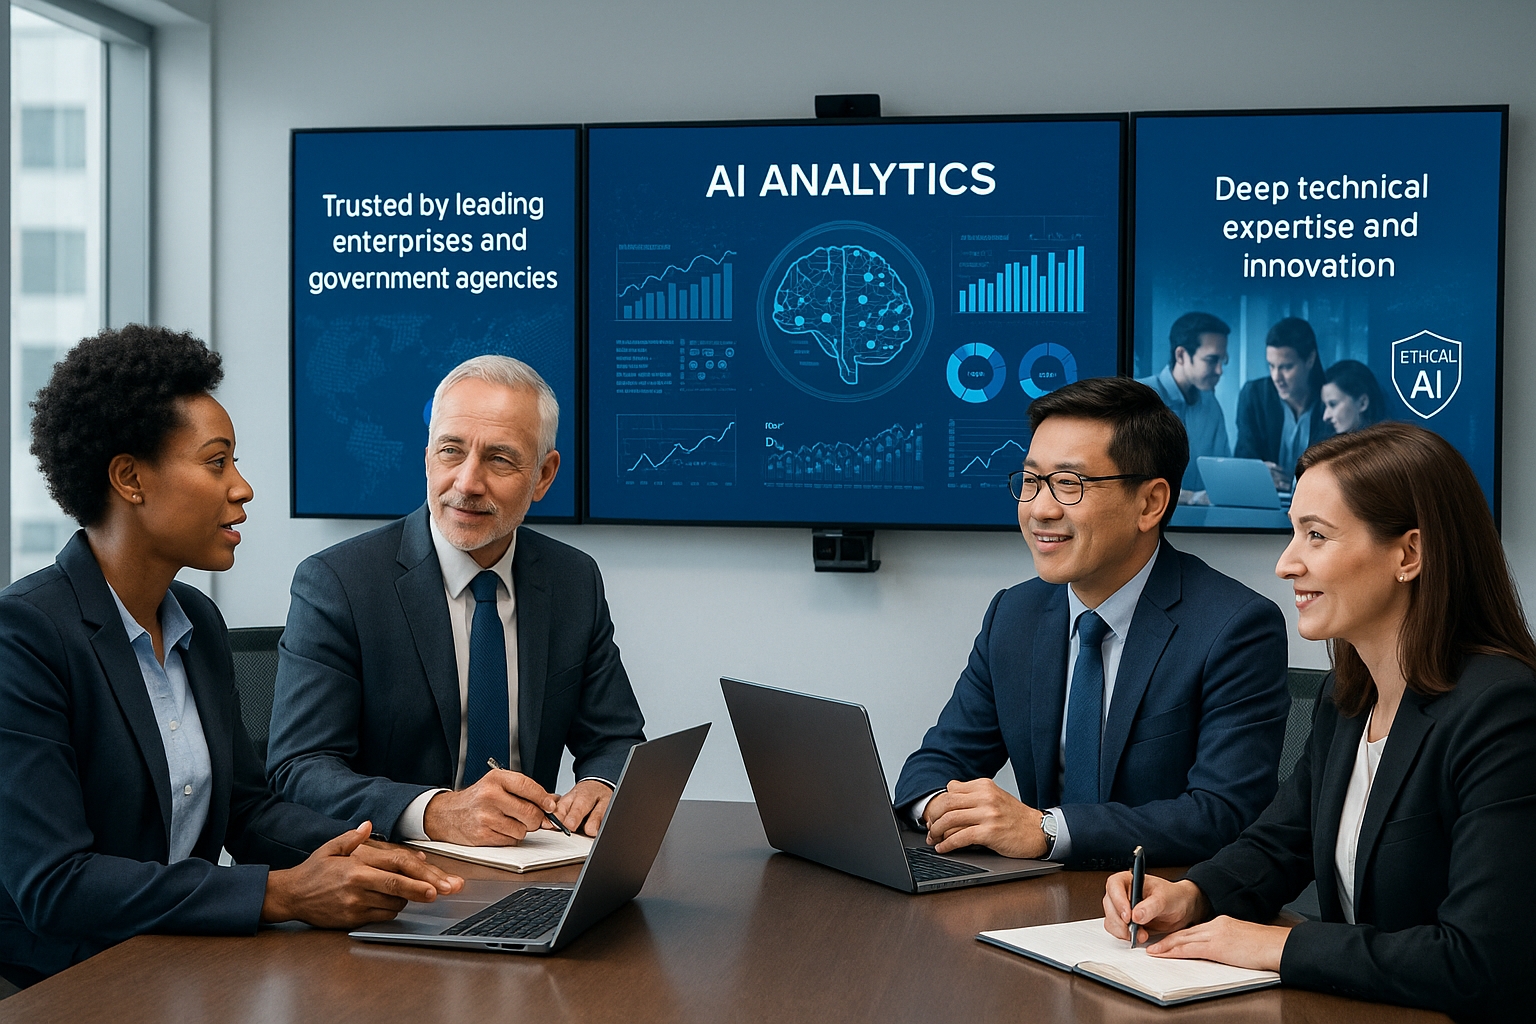 Trusted by leading
enterprises and
government agencies
AI ANALYTICS
Deep technical
expertise and
innovation
ETHCAL
AI